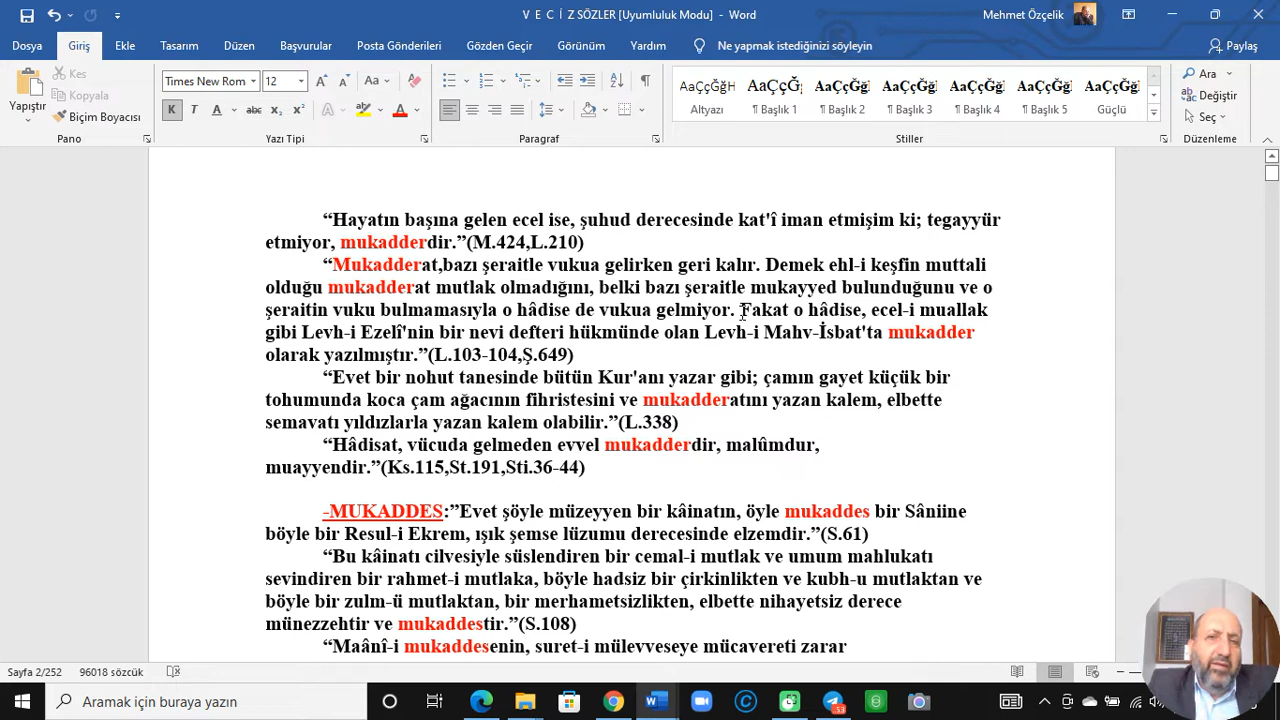 V E C İ Z SÖZLER [Uyumluluk Modu] - Word
Mehmet Özçelik
Dosya Giriş Ekle Tasarım Düzen Başvurular Posta Gönderileri Gözden Geçir Görünüm Yardım Ne yapmak istediğinizi söyleyin Paylaş
Yapıştır
Kes
Kopyala
Biçim Boyacısı
Times New Rom 12
AaÇçĞğH AaÇçĞğ AaÇçĞğ AaÇçĞğ AaÇçĞğ AaÇçĞğ AaÇçĞğ
Altyazı ¶ Başlık 1 ¶ Başlık 2 ¶ Başlık 3 ¶ Başlık 4 ¶ Başlık 5 Güçlü
Ara
Değiştir
Seç
Pano Yazı Tipi Paragraf Stiller Düzenleme
“Hayatın başına gelen ecel ise, şuhud derecesinde kat'î iman etmişim ki; tegayyür
etmiyor, mukadderdir.”(M.424,L.210)
“Mukadderat,bazı şeraitle vukua gelirken geri kalır. Demek ehl-i keşfin muttali
olduğu mukadderat mutlak olmadığını, belki bazı şeraitle mukayyed bulunduğunu ve o
şeraitin vuku bulmamasıyla o hâdise de vukua gelmiyor. Fakat o hâdise, ecel-i muallak
gibi Levh-i Ezelî'nin bir nevi defteri hükmünde olan Levh-i Mahv-İsbat'ta mukadder
olarak yazılmıştır.”(L.103-104,Ş.649)
“Evet bir nohut tanesinde bütün Kur'anı yazar gibi; çamın gayet küçük bir
tohumunda koca çam ağacının fihristesini ve mukadderatını yazan kalem, elbette
semavatı yıldızlarla yazan kalem olabilir.”(L.338)
“Hâdisat, vücuda gelmeden evvel mukadderdir, malûmdur,
muayyendir.”(Ks.115,St.191,Sti.36-44)
-MUKADDES:”Evet şöyle müzeyyen bir kâinatın, öyle mukaddes bir Sâniine
böyle bir Resul-i Ekrem, ışık şemse lüzumu derecesinde elzemdir.”(S.61)
“Bu kâinatı cilvesiyle süslendiren bir cemal-i mutlak ve umum mahlukatı
sevindiren bir rahmet-i mutlaka, böyle hadsiz bir çirkinlikten ve kubh-u mutlaktan ve
böyle bir zulm-ü mutlaktan, bir merhametsizlikten, elbette nihayetsiz derece
münezzehtir ve mukaddestir.”(S.108)
“Maânî-i mukaddesenin, suret-i mülevveseye mücavereti zarar
Sayfa 2/252 96018 sözcük
Aramak için buraya yazın
53